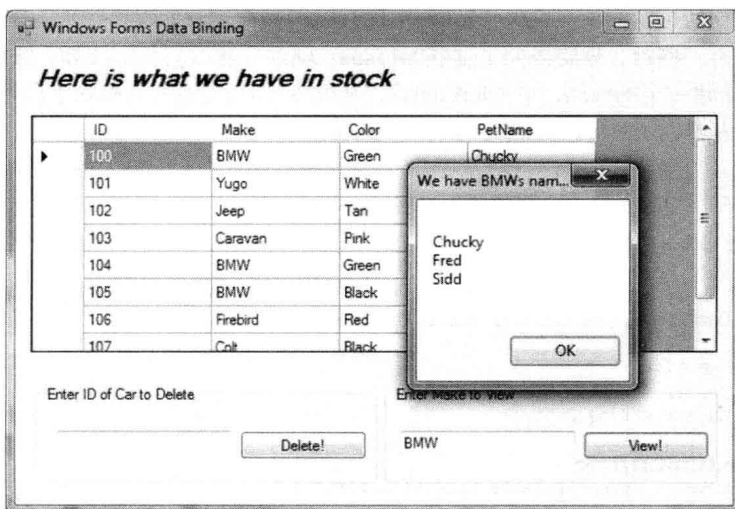 Windows Forms Data Binding
Here is what we have in stock
ID Make Color PetName
100 BMW Green Chucky
101 Yugo White
102 Jeep Tan
103 Caravan Pink
104 BMW Green
105 BMW Black
106 Firebird Red
107 Colt Black
We have BMWs nam...
Chucky
Fred
Sidd
OK
Enter ID of Car to Delete
Delete!
Enter Make to View
BMW
View!